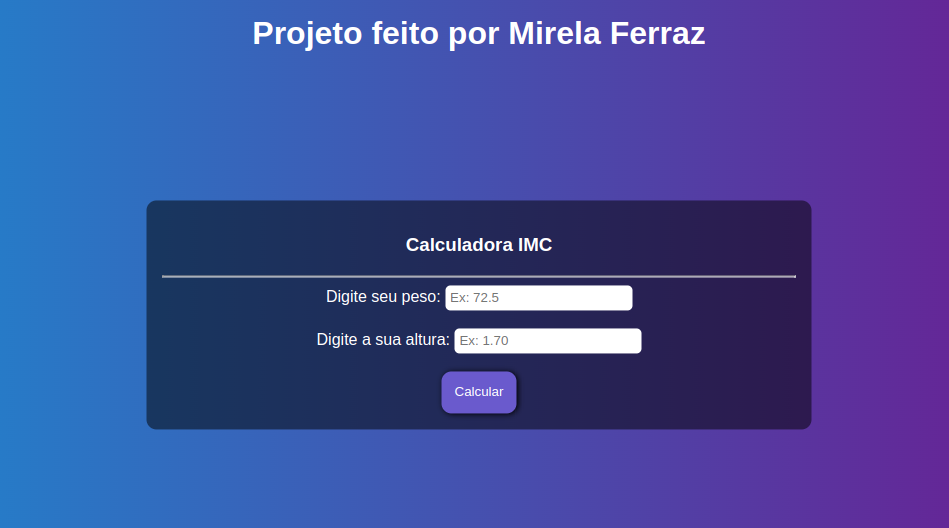 Projeto feito por Mirela Ferraz
Calculadora IMC
Digite seu peso: Ex: 72.5
Digite a sua altura: Ex: 1.70
Calcular